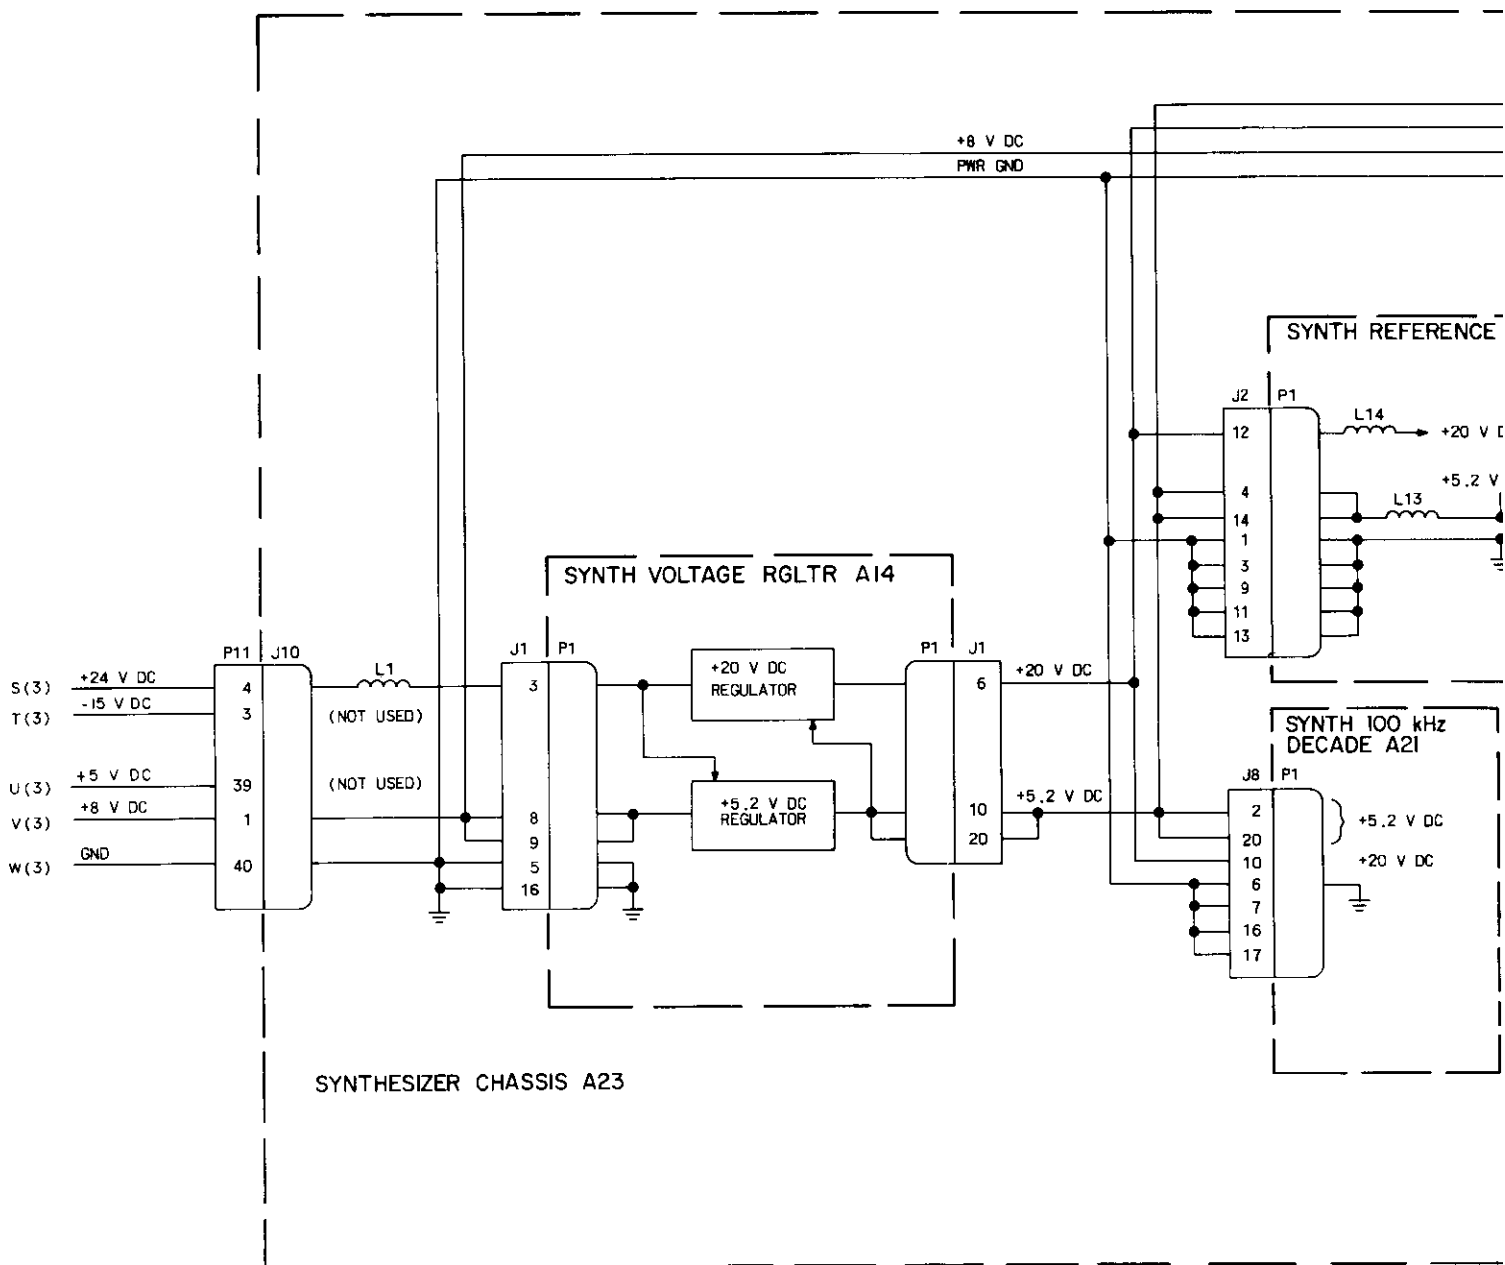 +8 V DC
PWR GND
SYNTH REFERENCE
J2 P1
L14
12
+20 V D
+5.2 V
4
L13
14
1
3
9
11
13
SYNTH VOLTAGE RGLTR A14
P11 J10
L1
J1 P1
+20 V DC
REGULATOR
P1 J1
S(3) +24 V DC 4
3
6 +20 V DC
T(3) -15 V DC 3
(NOT USED)
SYNTH 100 kHz
DECADE A21
J8 P1
U(3) +5 V DC 39
(NOT USED)
V(3) +8 V DC 1
8
9
+5.2 V DC
REGULATOR
10 +5.2 V DC
20
2
20
+5.2 V DC
10 +20 V DC
W(3) GND 40
5
16
6
7
16
17
SYNTHESIZER CHASSIS A23